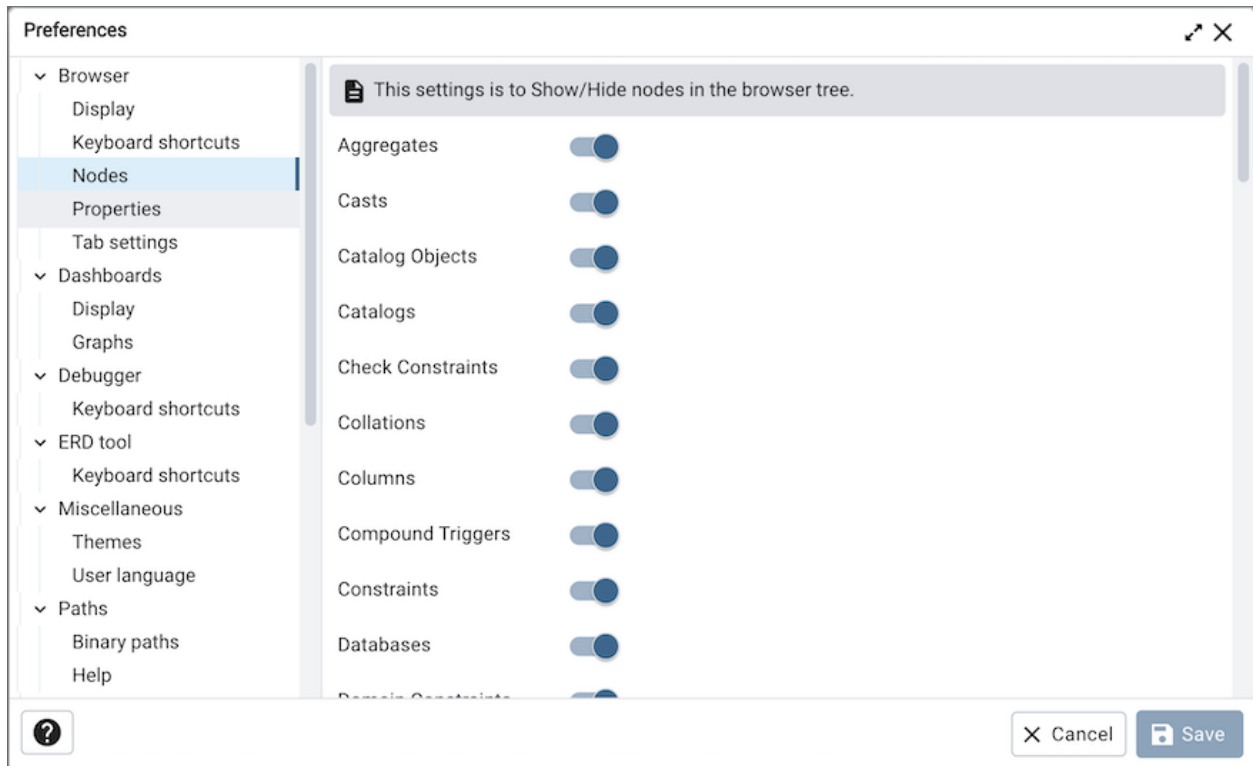 Preferences
Browser
Display
Keyboard shortcuts
Nodes
Properties
Tab settings
Dashboards
Display
Graphs
Debugger
Keyboard shortcuts
ERD tool
Keyboard shortcuts
Miscellaneous
Themes
User language
Paths
Binary paths
Help
This settings is to Show/Hide nodes in the browser tree.
Aggregates
Casts
Catalog Objects
Catalogs
Check Constraints
Collations
Columns
Compound Triggers
Constraints
Databases
Domain Constraints
?
Cancel
Save